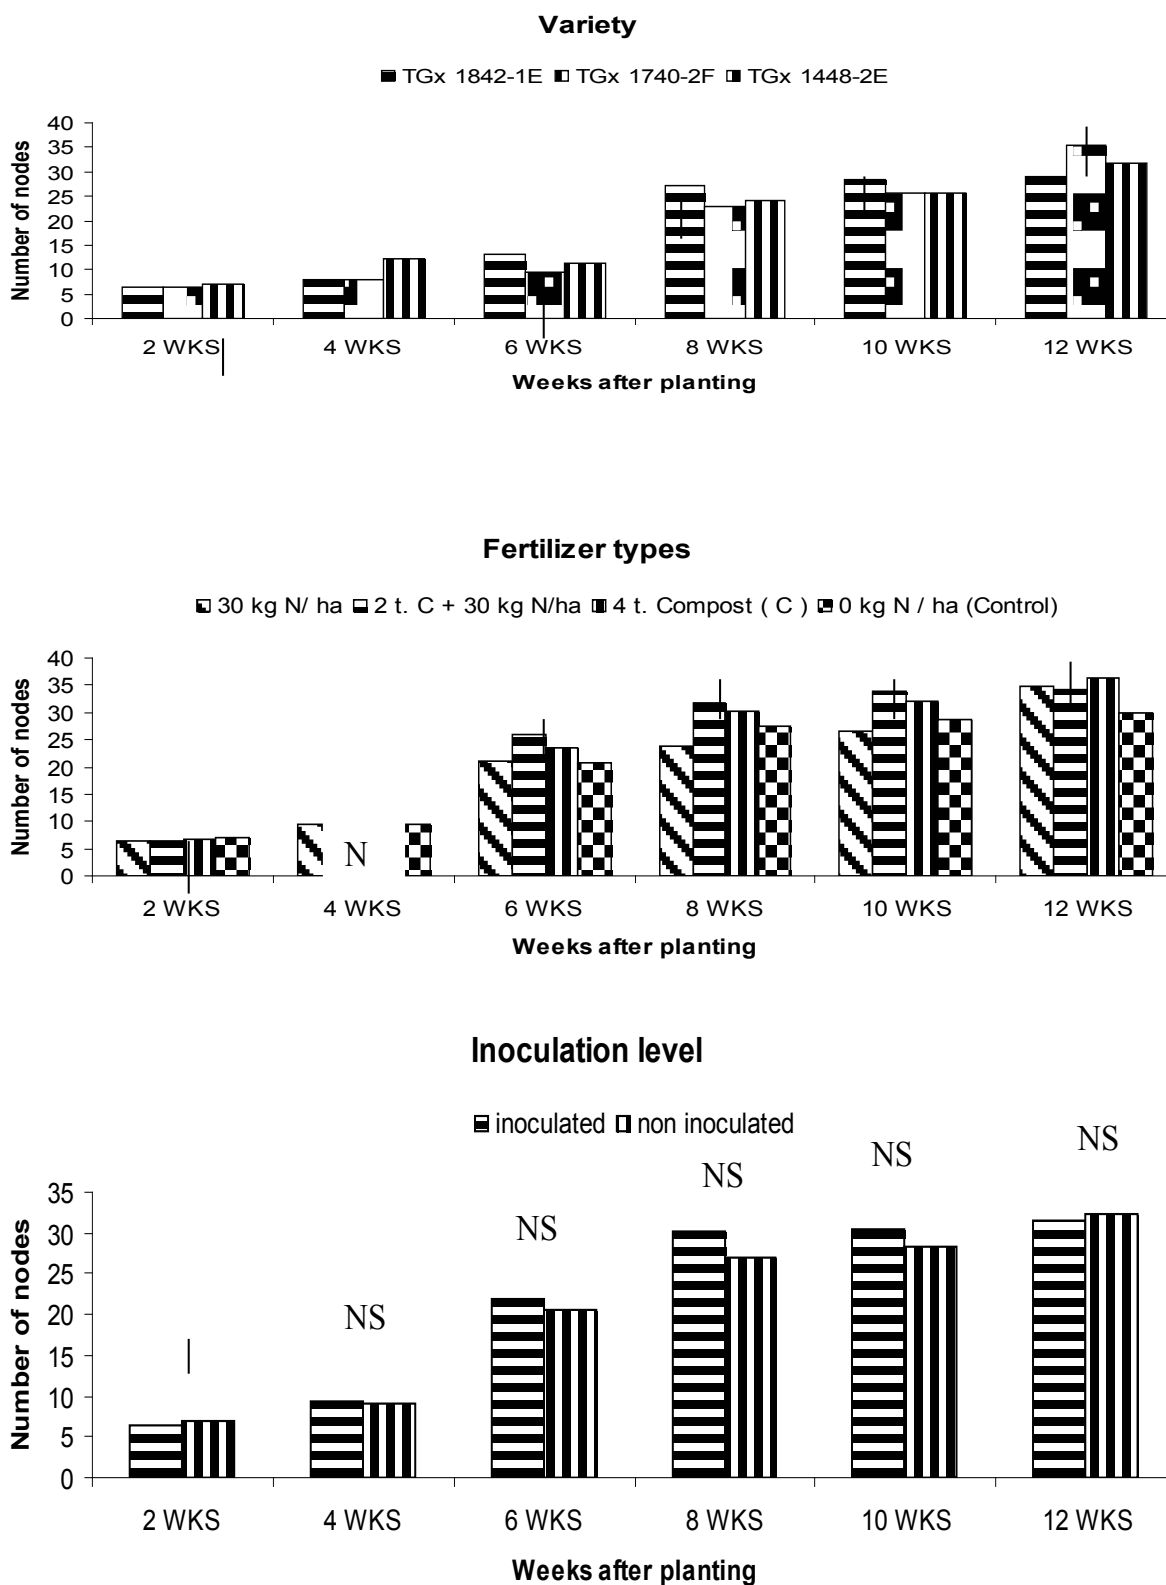 Variety
TGx 1842-1E TGx 1740-2F TGx 1448-2E
Number of nodes
40
35
30
25
20
15
10
5
0
2 WKS 4 WKS 6 WKS 8 WKS 10 WKS 12 WKS
Weeks after planting
Fertilizer types
30 kg N/ ha 2 t. C + 30 kg N/ha 4 t. Compost ( C ) 0 kg N / ha (Control)
Number of nodes
40
35
30
25
20
15
10
5
0
N
2 WKS 4 WKS 6 WKS 8 WKS 10 WKS 12 WKS
Weeks after planting
Inoculation level
inoculated non inoculated
NS NS NS NS NS
Number of nodes
35
30
25
20
15
10
5
0
2 WKS 4 WKS 6 WKS 8 WKS 10 WKS 12 WKS
Weeks after planting